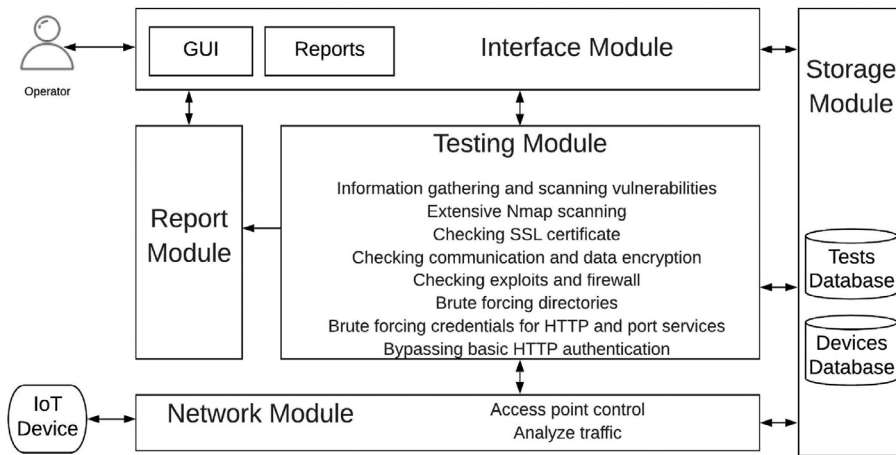 Operator
GUI
Reports
Interface Module
Storage
Module
Report
Module
Testing Module
Information gathering and scanning vulnerabilities
Extensive Nmap scanning
Checking SSL certificate
Checking communication and data encryption
Checking exploits and firewall
Brute forcing directories
Brute forcing credentials for HTTP and port services
Bypassing basic HTTP authentication
Tests
Database
Devices
Database
IoT
Device
Network Module
Access point control
Analyze traffic